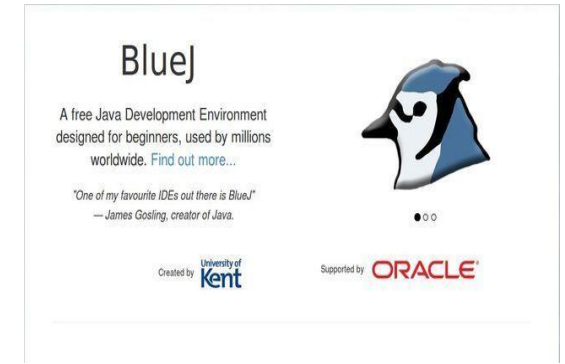 BlueJ
A free Java Development Environment
designed for beginners, used by millions
worldwide. Find out more...
"One of my favourite IDEs out there is BlueJ"
— James Gosling, creator of Java.
Created by University of Kent
Supported by ORACLE